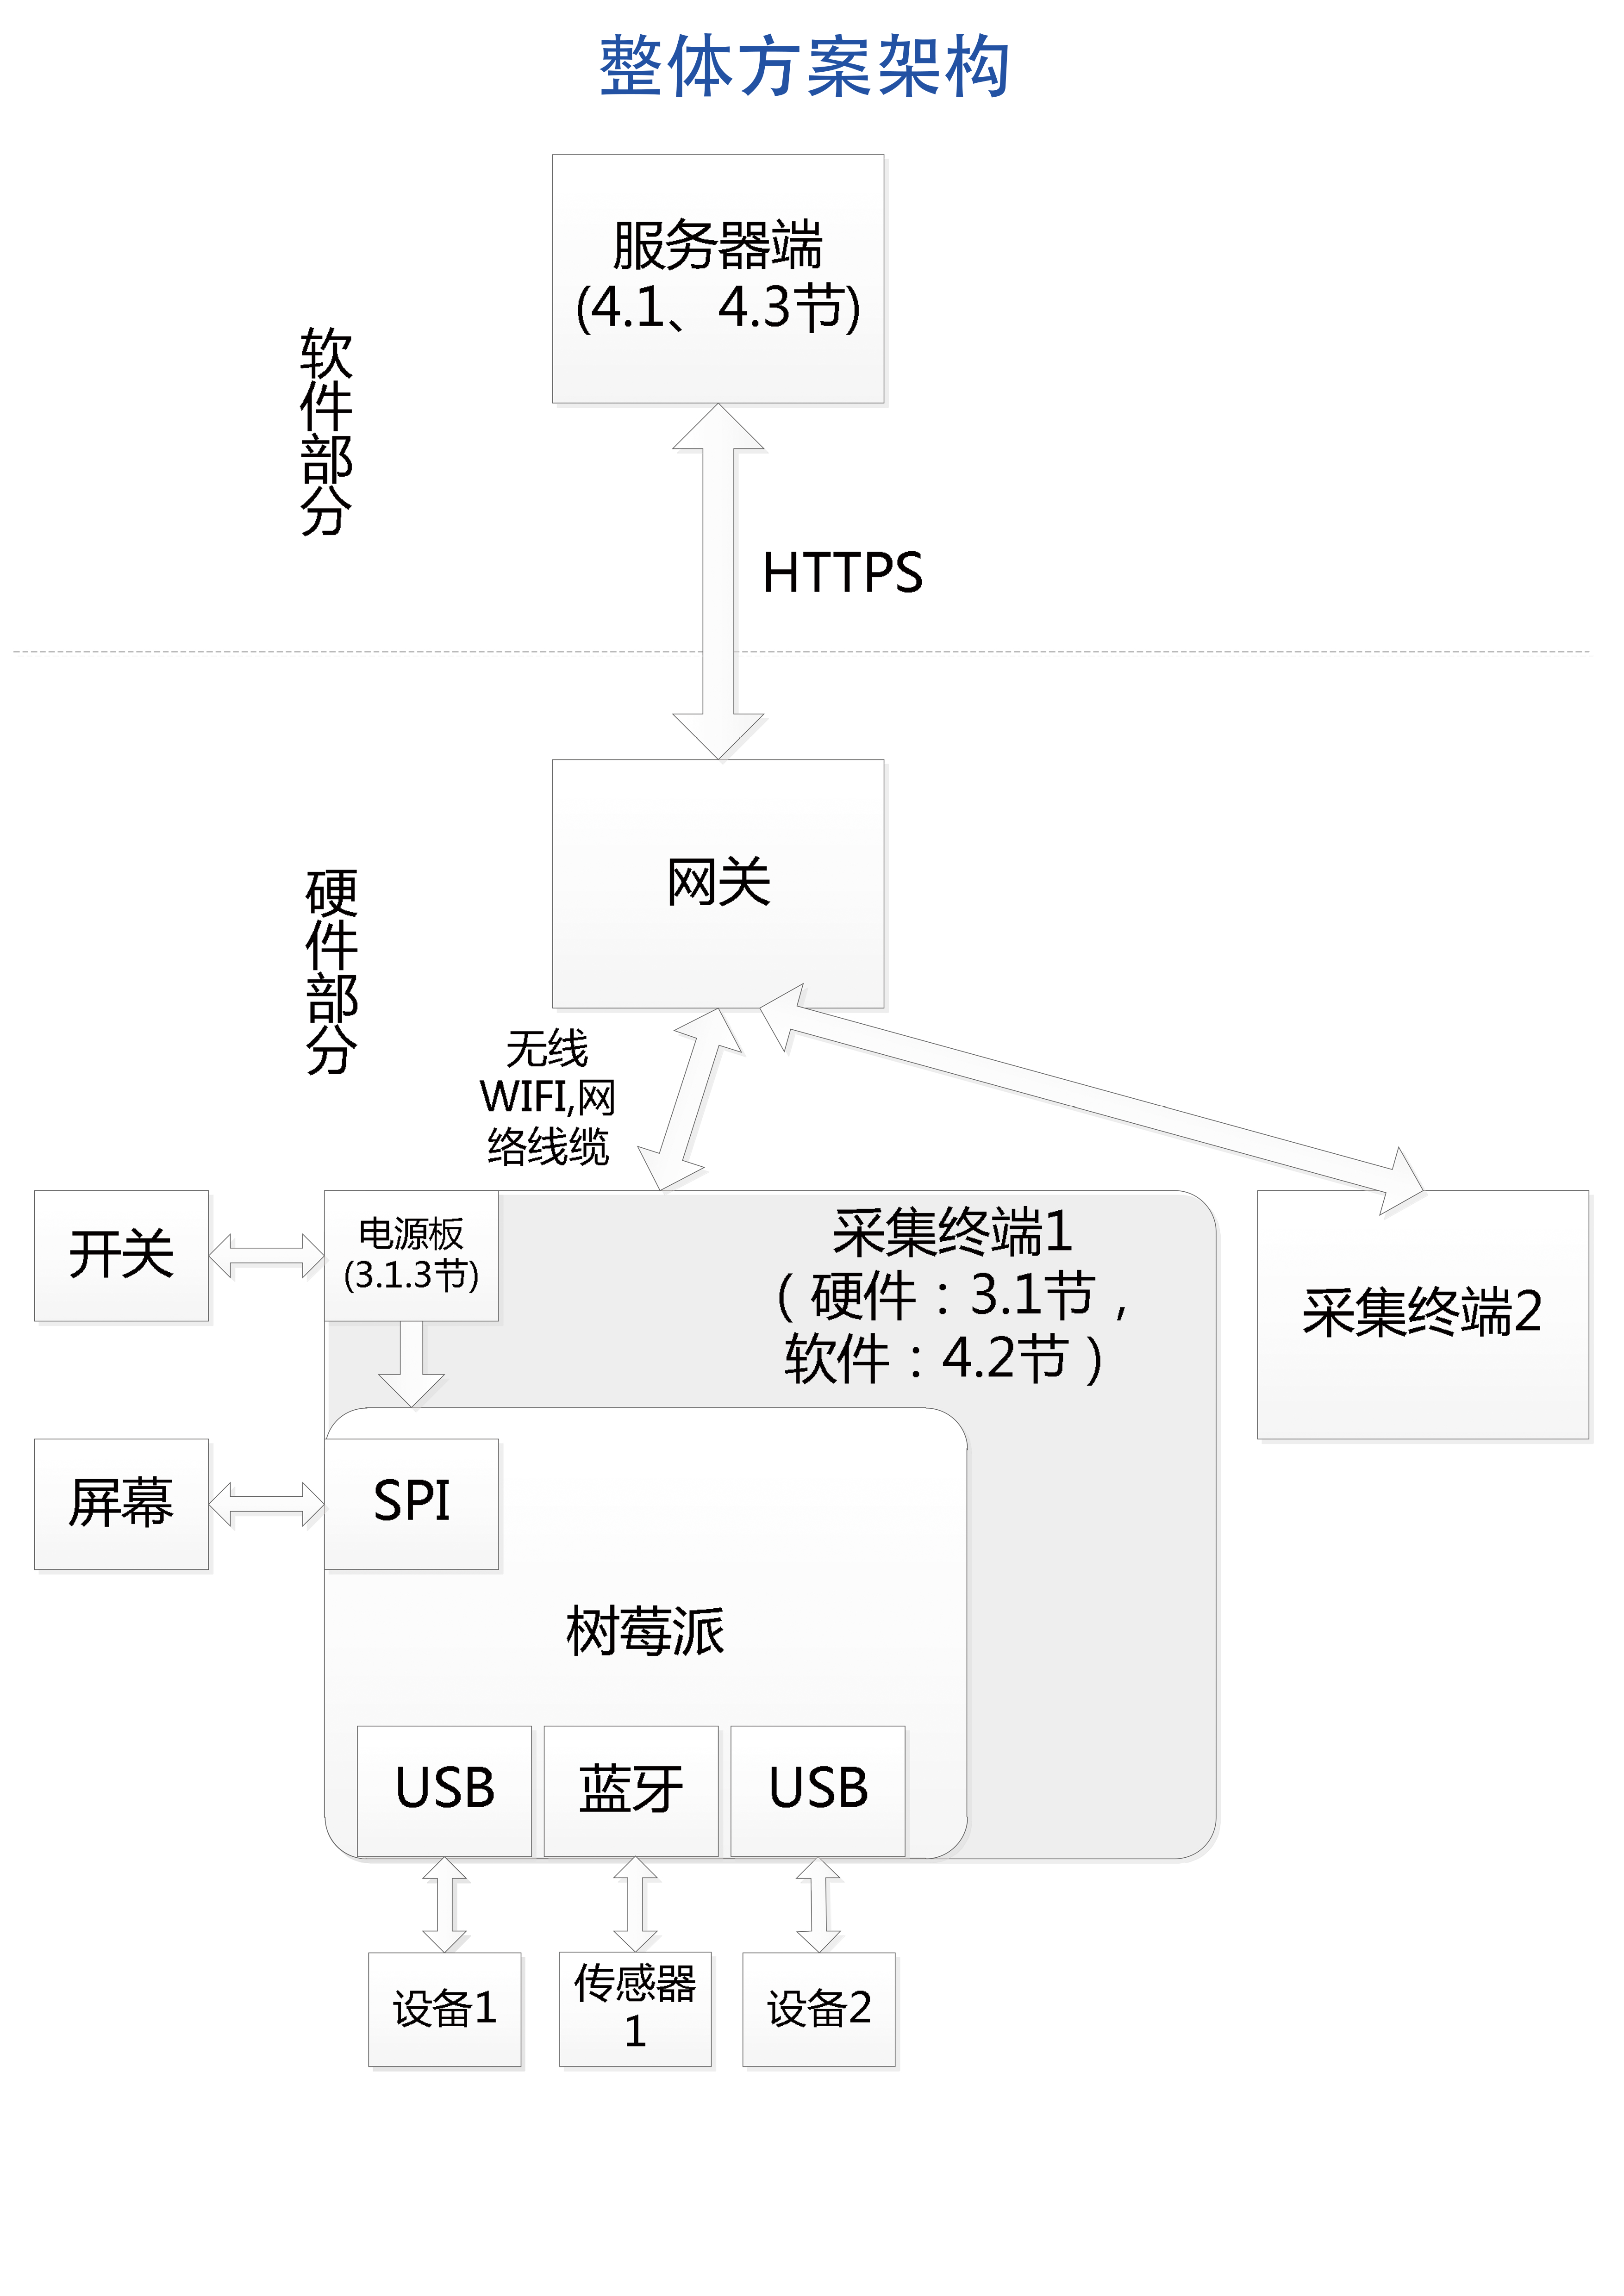 整体方案架构
服务器端
(4.1、4.3节)
软件部分
HTTPS
网关
硬件部分
无线
WIFI,网
络线缆
开关
电源板
(3.1.3节)
采集终端1
（硬件：3.1节，
软件：4.2节）
采集终端2
屏幕
SPI
树莓派
USB
蓝牙
USB
设备1
传感器
1
设备2